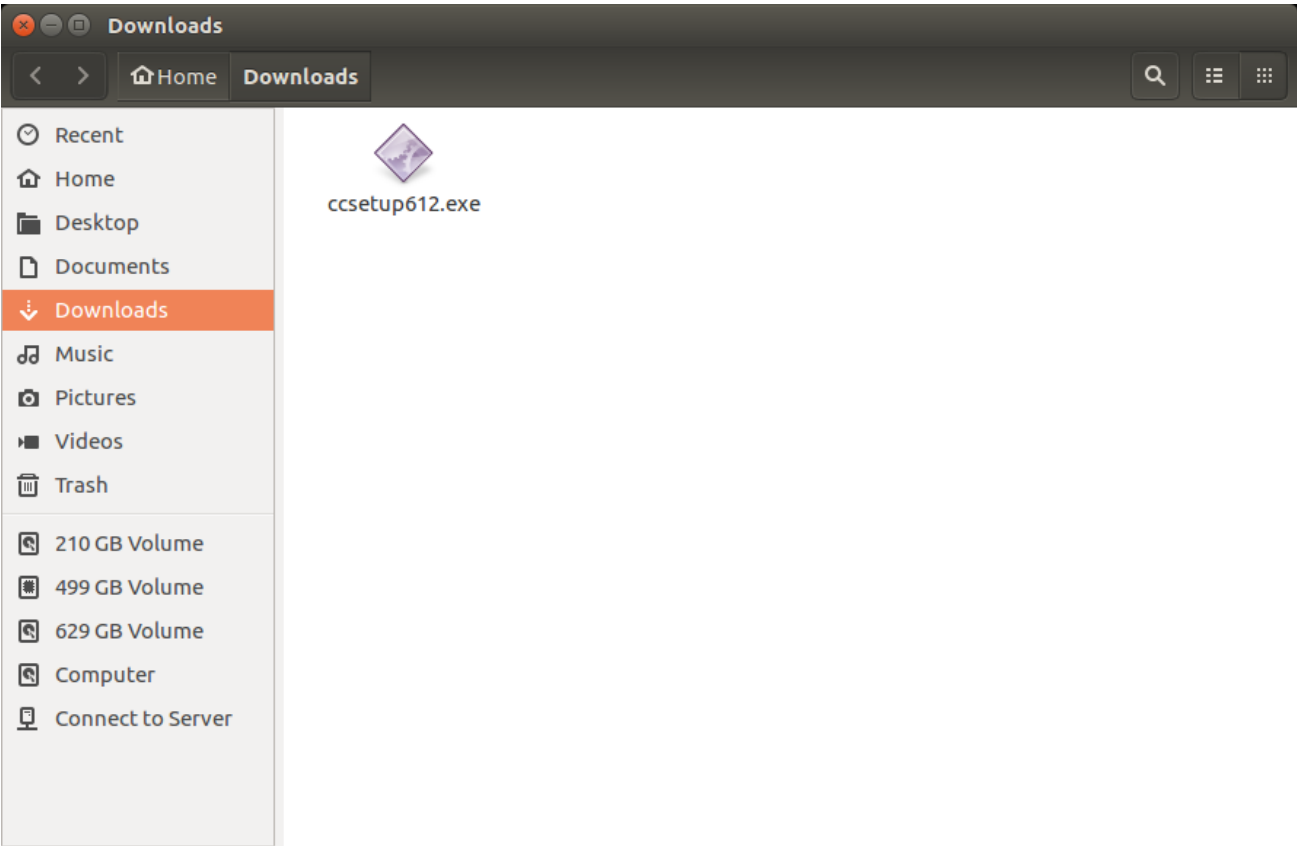 Downloads
Home Downloads
Recent
Home
Desktop
Documents
Downloads
Music
Pictures
Videos
Trash
210 GB Volume
499 GB Volume
629 GB Volume
Computer
Connect to Server
ccsetup612.exe